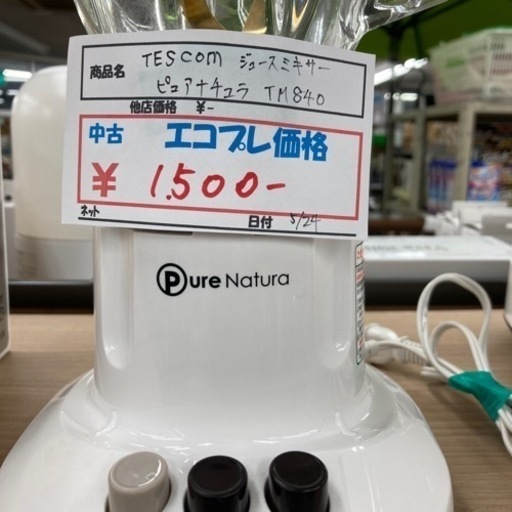 商品名 TESCOM ジュースミキサー
ピュアナチュラ TM840
他店価格 ¥-
中古 エコプレ価格
¥ 1,500-
ネット 日付 5/24
Pure Natura